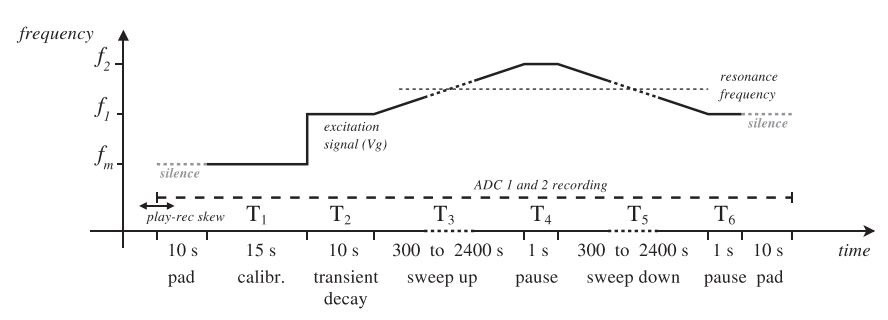 frequency
f2
f1
fm
resonance
frequency
excitation
signal (Vg)
silence
silence
ADC 1 and 2 recording
play-rec skew
T1 T2 T3 T4 T5 T6
10 s 15 s 10 s 300 to 2400 s 1 s 300 to 2400 s 1 s 10 s time
pad calibr. transient sweep up pause sweep down pause pad
decay